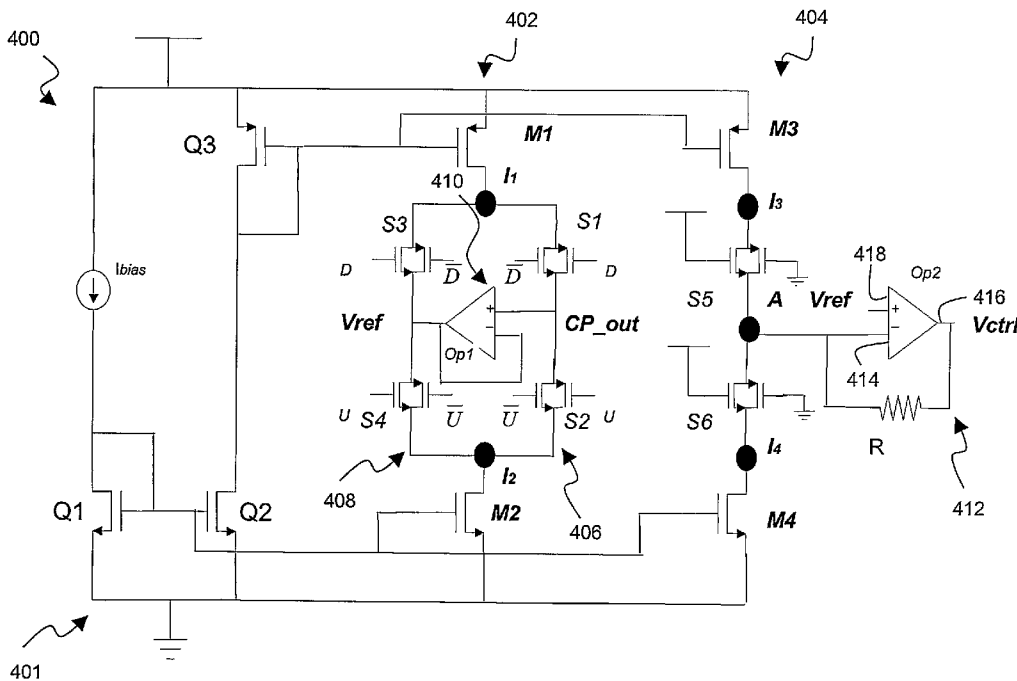 400
402
404
Q3
M1
M3
410
I1
I3
S3
S1
D
D̅
D̅
D
Ibias
418
Op2
S5
A
Vref
416
Vref
CP_out
Vctrl
Op1
414
U
S4
U̅
U̅
S2
U
S6
R
I2
I4
408
406
412
Q1
Q2
M2
M4
401